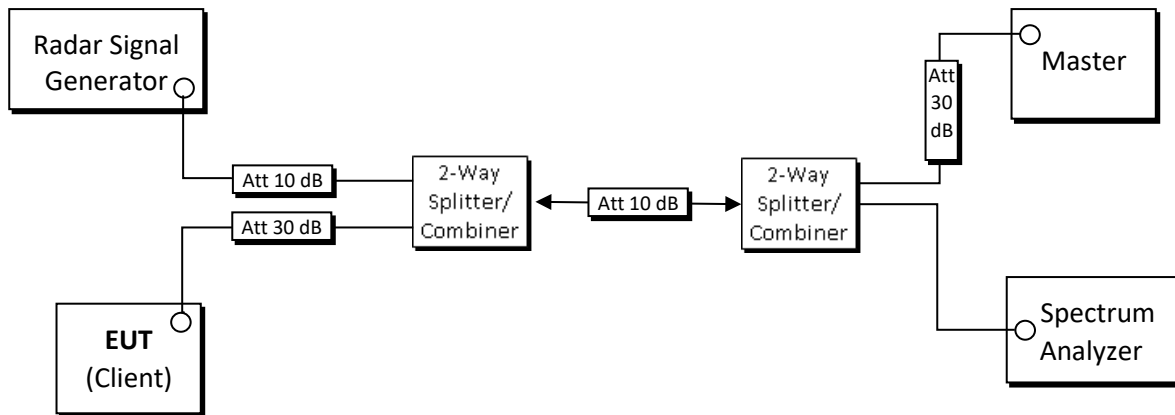 Radar Signal
Generator
Att 10 dB
Att 30 dB
EUT
(Client)
2-Way
Splitter/
Combiner
Att 10 dB
2-Way
Splitter/
Combiner
Att
30
dB
Master
Spectrum
Analyzer